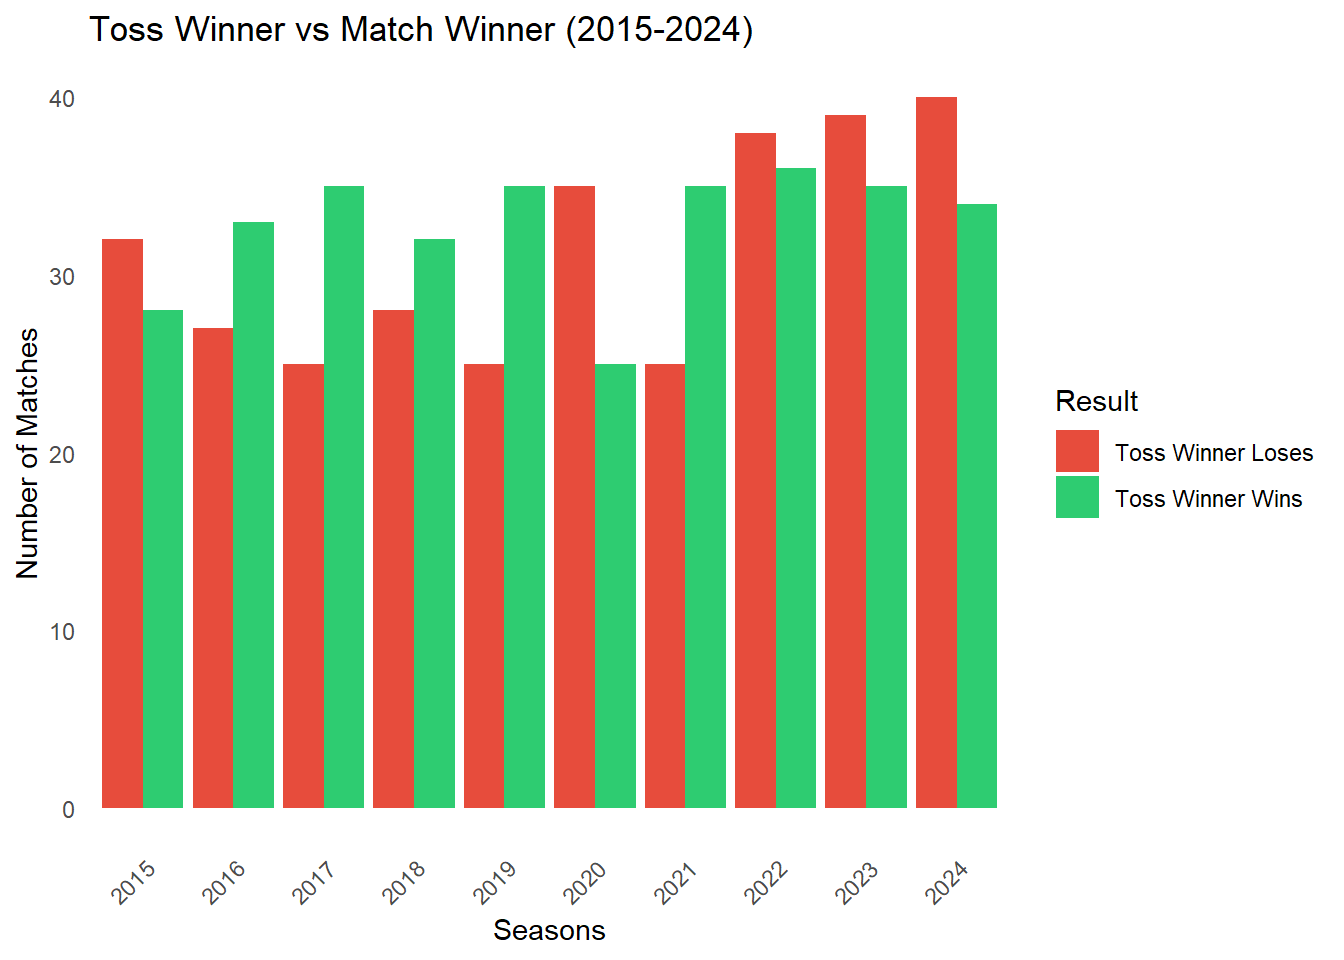 Toss Winner vs Match Winner (2015-2024)
40
30
20
10
0
Number of Matches
2015 2016 2017 2018 2019 2020 2021 2022 2023 2024
Seasons
Result
Toss Winner Loses
Toss Winner Wins